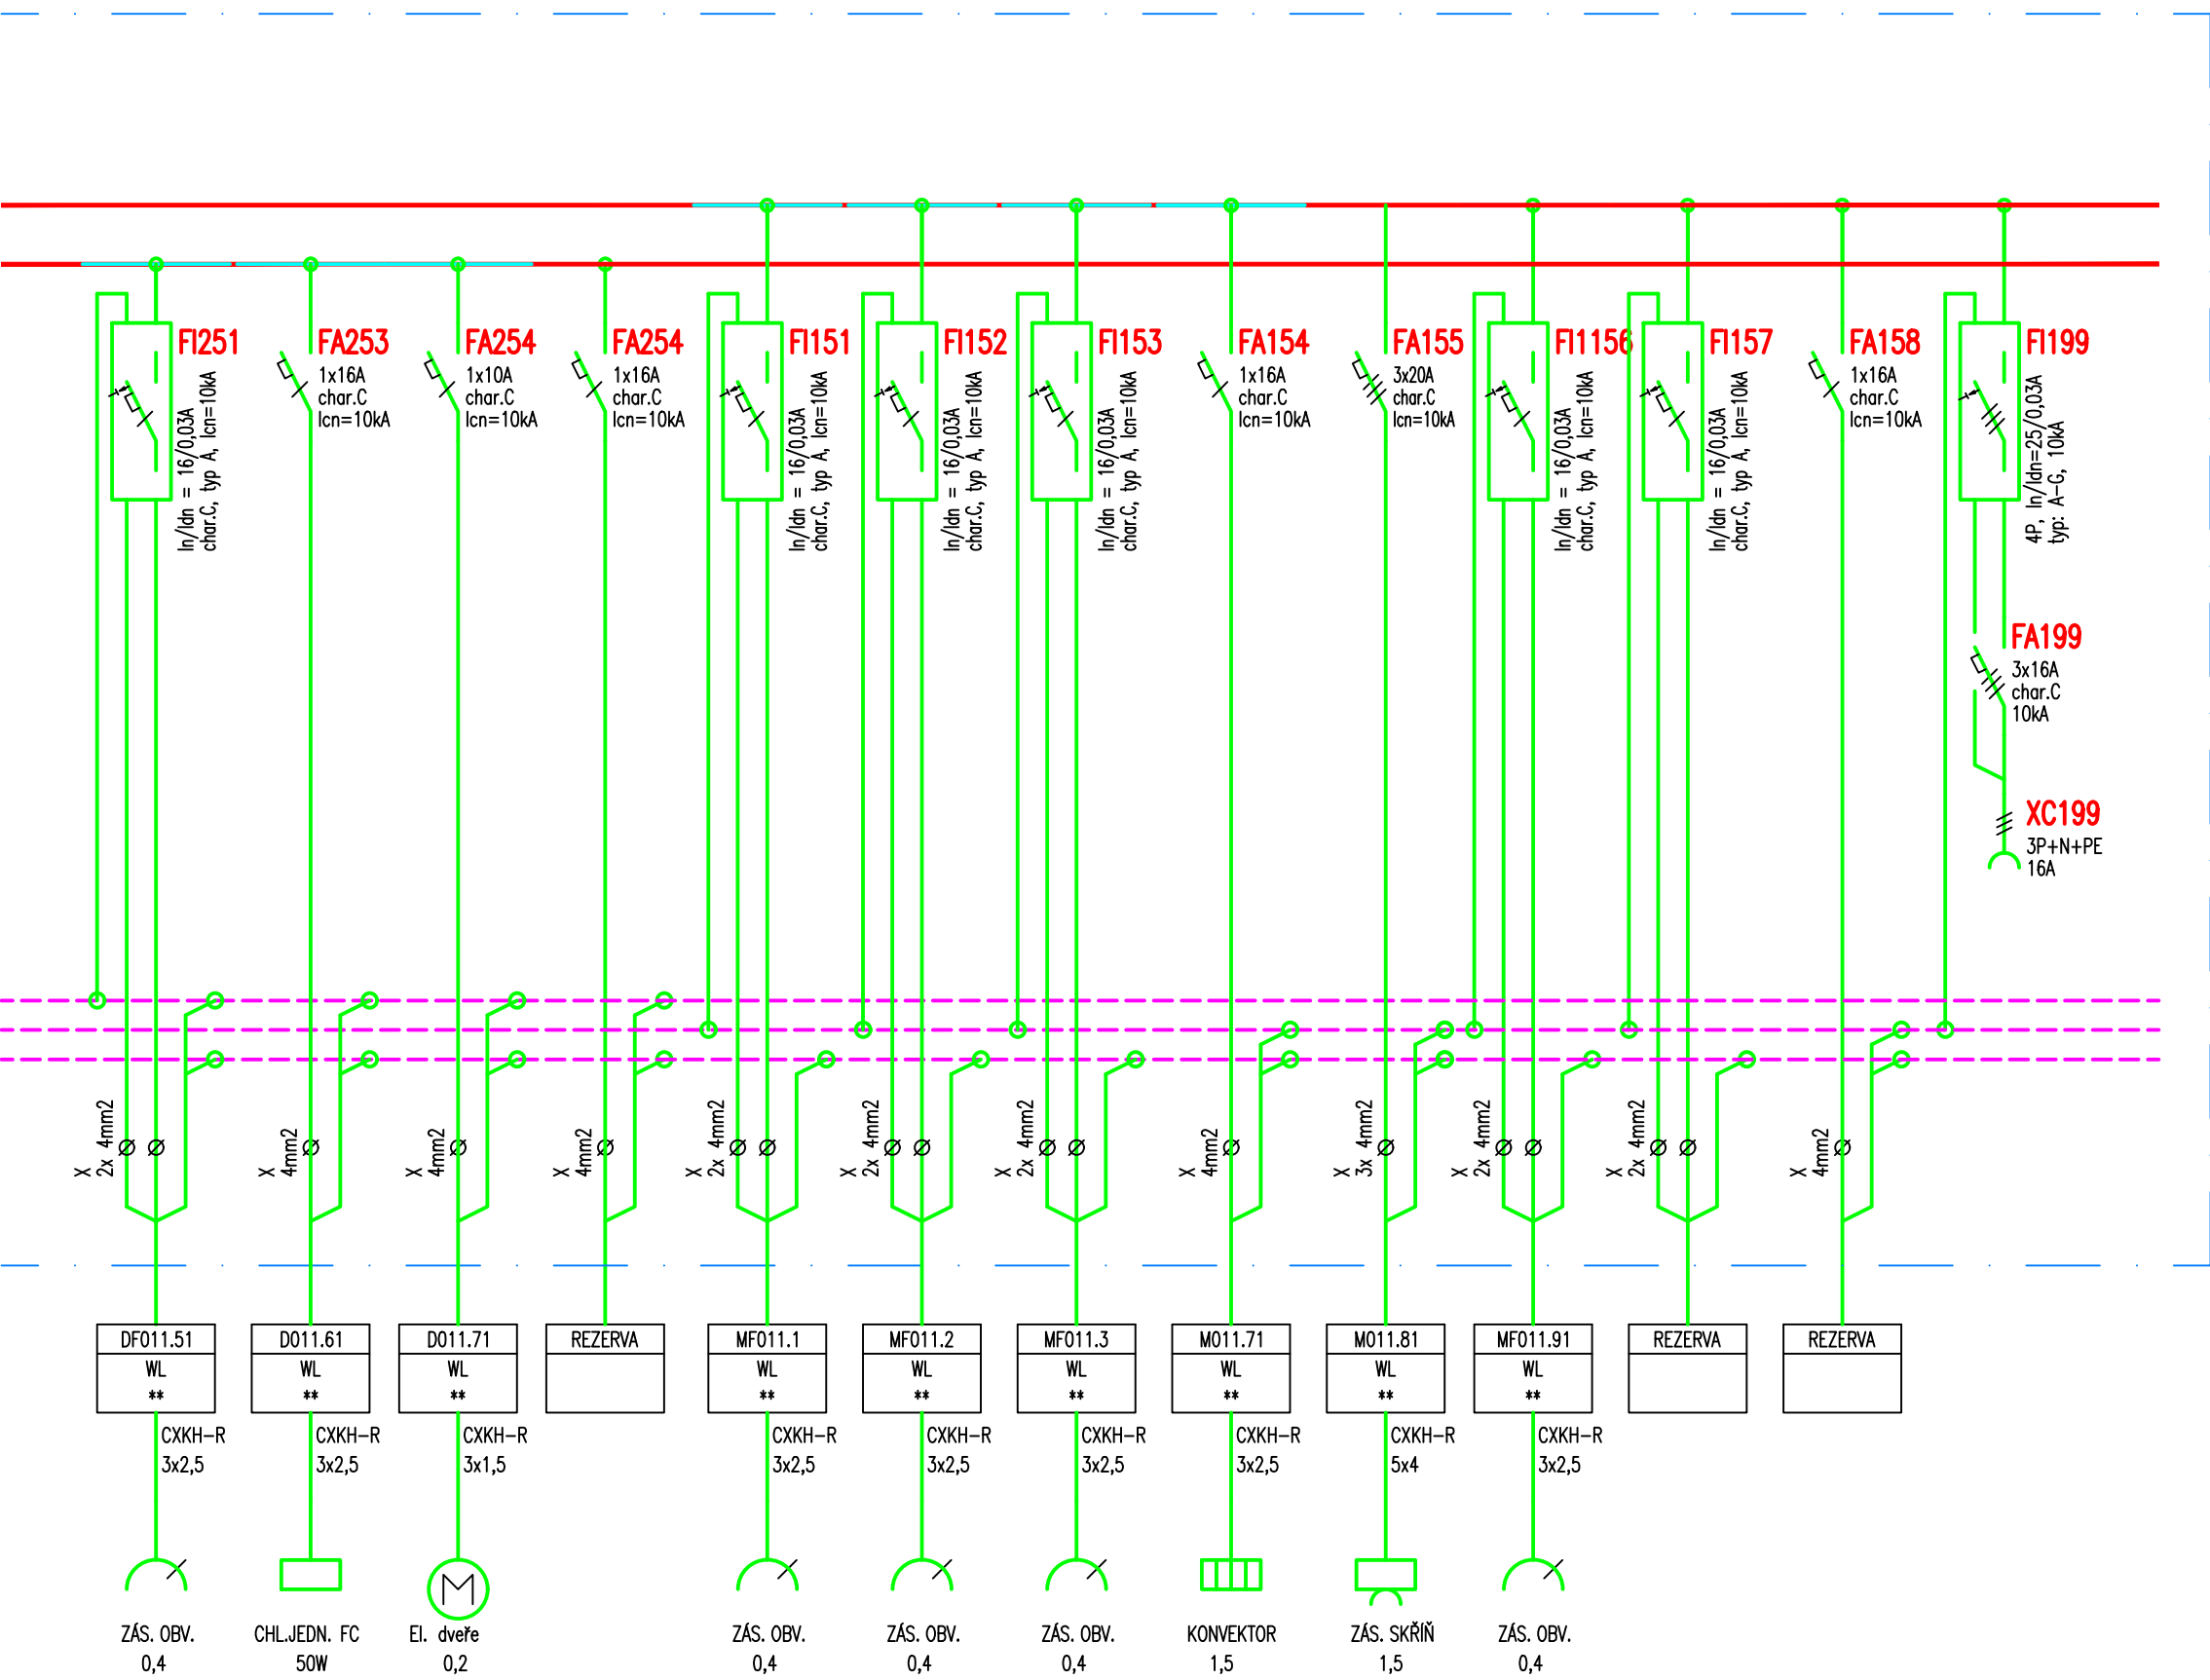 FI251
In/Idn = 16/0,03A
char.C, typ A, Icn=10kA
FA253
1x16A
char.C
Icn=10kA
FA254
1x10A
char.C
Icn=10kA
FA254
1x16A
char.C
Icn=10kA
FI151
In/Idn = 16/0,03A
char.C, typ A, Icn=10kA
FI152
In/Idn = 16/0,03A
char.C, typ A, Icn=10kA
FI153
In/Idn = 16/0,03A
char.C, typ A, Icn=10kA
FA154
1x16A
char.C
Icn=10kA
FA155
3x20A
char.C
Icn=10kA
FI1156
In/Idn = 16/0,03A
char.C, typ A, Icn=10kA
FI157
In/Idn = 16/0,03A
char.C, typ A, Icn=10kA
FA158
1x16A
char.C
Icn=10kA
FI199
4P, In/Idn=25/0,03A
typ: A-G, 10kA
FA199
3x16A
char.C
10kA
XC199
3P+N+PE
16A
X
2x 4mm2
X
4mm2
X
4mm2
X
4mm2
X
2x 4mm2
X
2x 4mm2
X
2x 4mm2
X
4mm2
X
3x 4mm2
X
2x 4mm2
X
2x 4mm2
X
4mm2
DF011.51
WL
**
CXKH-R
3x2,5
ZÁS. OBV.
0,4
D011.61
WL
**
CXKH-R
3x2,5
CHL.JEDN. FC
50W
D011.71
WL
**
CXKH-R
3x1,5
M
El. dveře
0,2
REZERVA
MF011.1
WL
**
CXKH-R
3x2,5
ZÁS. OBV.
0,4
MF011.2
WL
**
CXKH-R
3x2,5
ZÁS. OBV.
0,4
MF011.3
WL
**
CXKH-R
3x2,5
ZÁS. OBV.
0,4
M011.71
WL
**
CXKH-R
3x2,5
KONVEKTOR
1,5
M011.81
WL
**
CXKH-R
5x4
ZÁS. SKŘÍŇ
1,5
MF011.91
WL
**
CXKH-R
3x2,5
ZÁS. OBV.
0,4
REZERVA
REZERVA